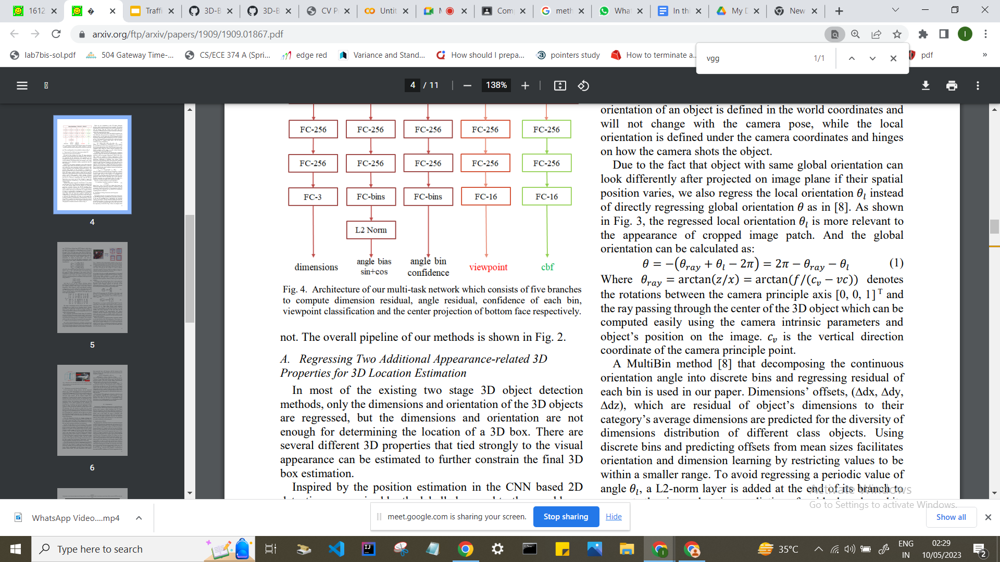 1612
Traffi
3D-B
3D-B
CV P
Untit
M
Com
meth
What
In thi
My D
New
arxiv.org/ftp/arxiv/papers/1909/1909.01867.pdf
I
lab7bis-sol.pdf
504 Gateway Time-...
CS/ECE 374 A (Spri...
edge red
Variance and Stand...
How should I prepa...
pointers study
How to terminate a...
pdf
»
vgg
1/1
4 / 11
138%
4
5
6
FC-256 FC-256 FC-256 FC-256 FC-256
FC-256 FC-256 FC-256 FC-256 FC-256
FC-3 FC-bins FC-bins FC-16 FC-16
L2 Norm
dimensions
angle bias
sin+cos
angle bin
confidence
viewpoint
cbf
Fig. 4. Architecture of our multi-task network which consists of five branches
to compute dimension residual, angle residual, confidence of each bin,
viewpoint classification and the center projection of bottom face respectively.
not. The overall pipeline of our methods is shown in Fig. 2.
A. Regressing Two Additional Appearance-related 3D
Properties for 3D Location Estimation
In most of the existing two stage 3D object detection
methods, only the dimensions and orientation of the 3D objects
are regressed, but the dimensions and orientation are not
enough for determining the location of a 3D box. There are
several different 3D properties that tied strongly to the visual
appearance can be estimated to further constrain the final 3D
box estimation.
Inspired by the position estimation in the CNN based 2D
orientation of an object is defined in the world coordinates and
will not change with the camera pose, while the local
orientation is defined under the camera coordinates and hinges
on how the camera shots the object.
Due to the fact that object with same global orientation can
look differently after projected on image plane if their spatial
position varies, we also regress the local orientation θₗ instead
of directly regressing global orientation θ as in [8]. As shown
in Fig. 3, the regressed local orientation θₗ is more relevant to
the appearance of cropped image patch. And the global
orientation can be calculated as:
θ = −(θ_ray + θₗ − 2π) = 2π − θ_ray − θₗ (1)
Where θ_ray = arctan(z/x) = arctan(f/(c_v − vc)) denotes
the rotations between the camera principle axis [0, 0, 1]ᵀ and
the ray passing through the center of the 3D object which can be
computed easily using the camera intrinsic parameters and
object's position on the image. c_v is the vertical direction
coordinate of the camera principle point.
A MultiBin method [8] that decomposing the continuous
orientation angle into discrete bins and regressing residual of
each bin is used in our paper. Dimensions' offsets, (Δdx, Δdy,
Δdz), which are residual of object's dimensions to their
category's average dimensions are predicted for the diversity of
dimensions distribution of different class objects. Using
discrete bins and predicting offsets from mean sizes facilitates
orientation and dimension learning by restricting values to be
within a smaller range. To avoid regressing a periodic value of
angle θₗ, a L2-norm layer is added at the end of its branch to
Activate Windows
Go to Settings to activate Windows.
WhatsApp Video....mp4
meet.google.com is sharing your screen.
Stop sharing
Hide
Show all
Type here to search
35°C
ENG
IN
02:29
10/05/2023
2